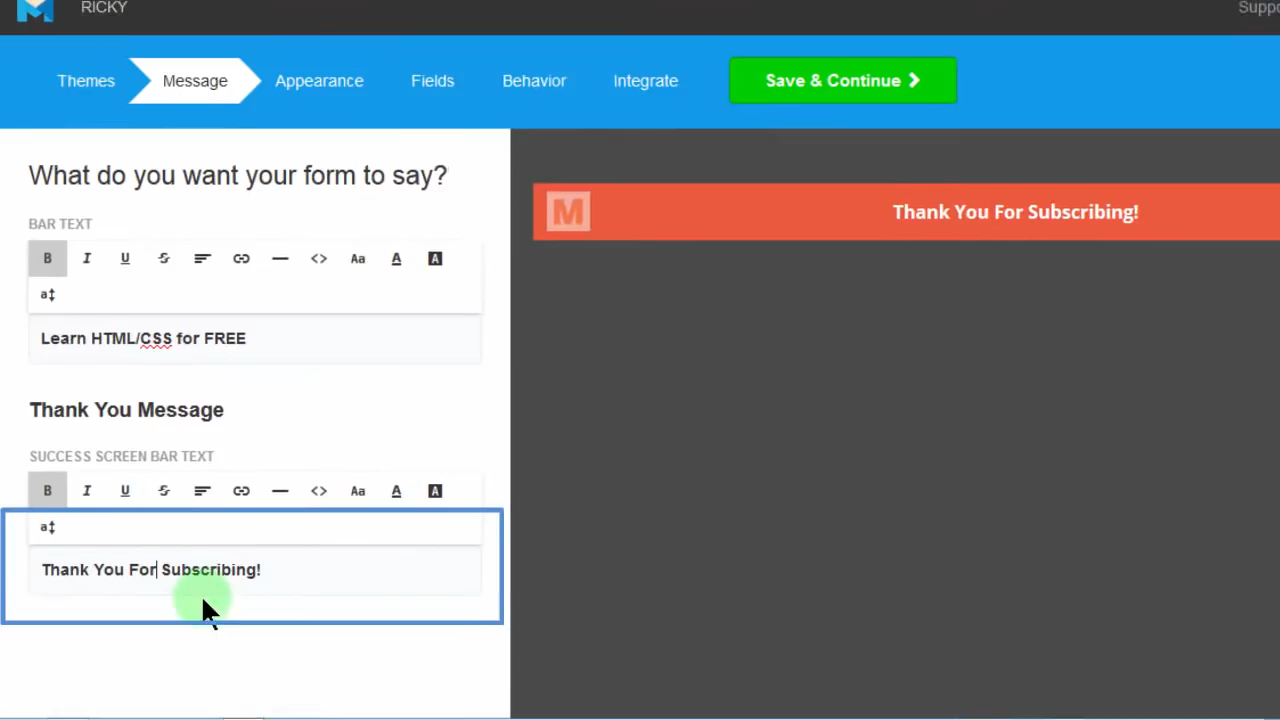 RICKY
Themes Message Appearance Fields Behavior Integrate Save & Continue
What do you want your form to say?
BAR TEXT
B I U S <> Aa A A
a
Learn HTML/CSS for FREE
Thank You Message
SUCCESS SCREEN BAR TEXT
B I U S <> Aa A A
a
Thank You For Subscribing!
M Thank You For Subscribing!